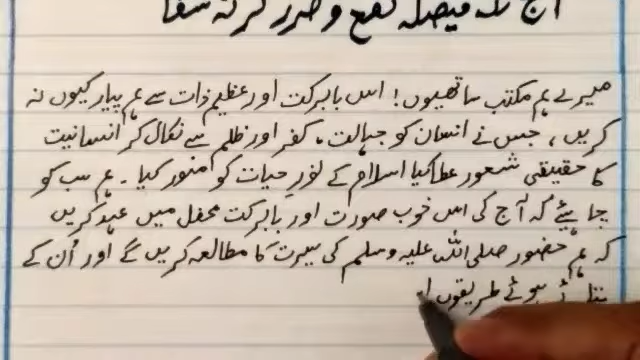 آج تک فیصلہ نفع و ضرر کر نہ سکا
میرے ہم مکتب ساتھیوں! اس بابرکت اور عظیم ذات سے ہم پیار کیوں نہ
کریں، جس نے انسان کو جہالت، کفر اور ظلم سے نکال کر انسانیت
کا حقیقی شعور عطا کیا اسلام کے نورِ حیات کو منور کیا۔ ہم سب کو
چاہیئے کہ آج کی اس خوب صورت اور بابرکت محفل میں عہد کریں
کہ ہم حضور صلی اللہ علیہ وسلم کی سیرت کا مطالعہ کریں گے اور اُن کے
بتائے ہوئے طریقوں